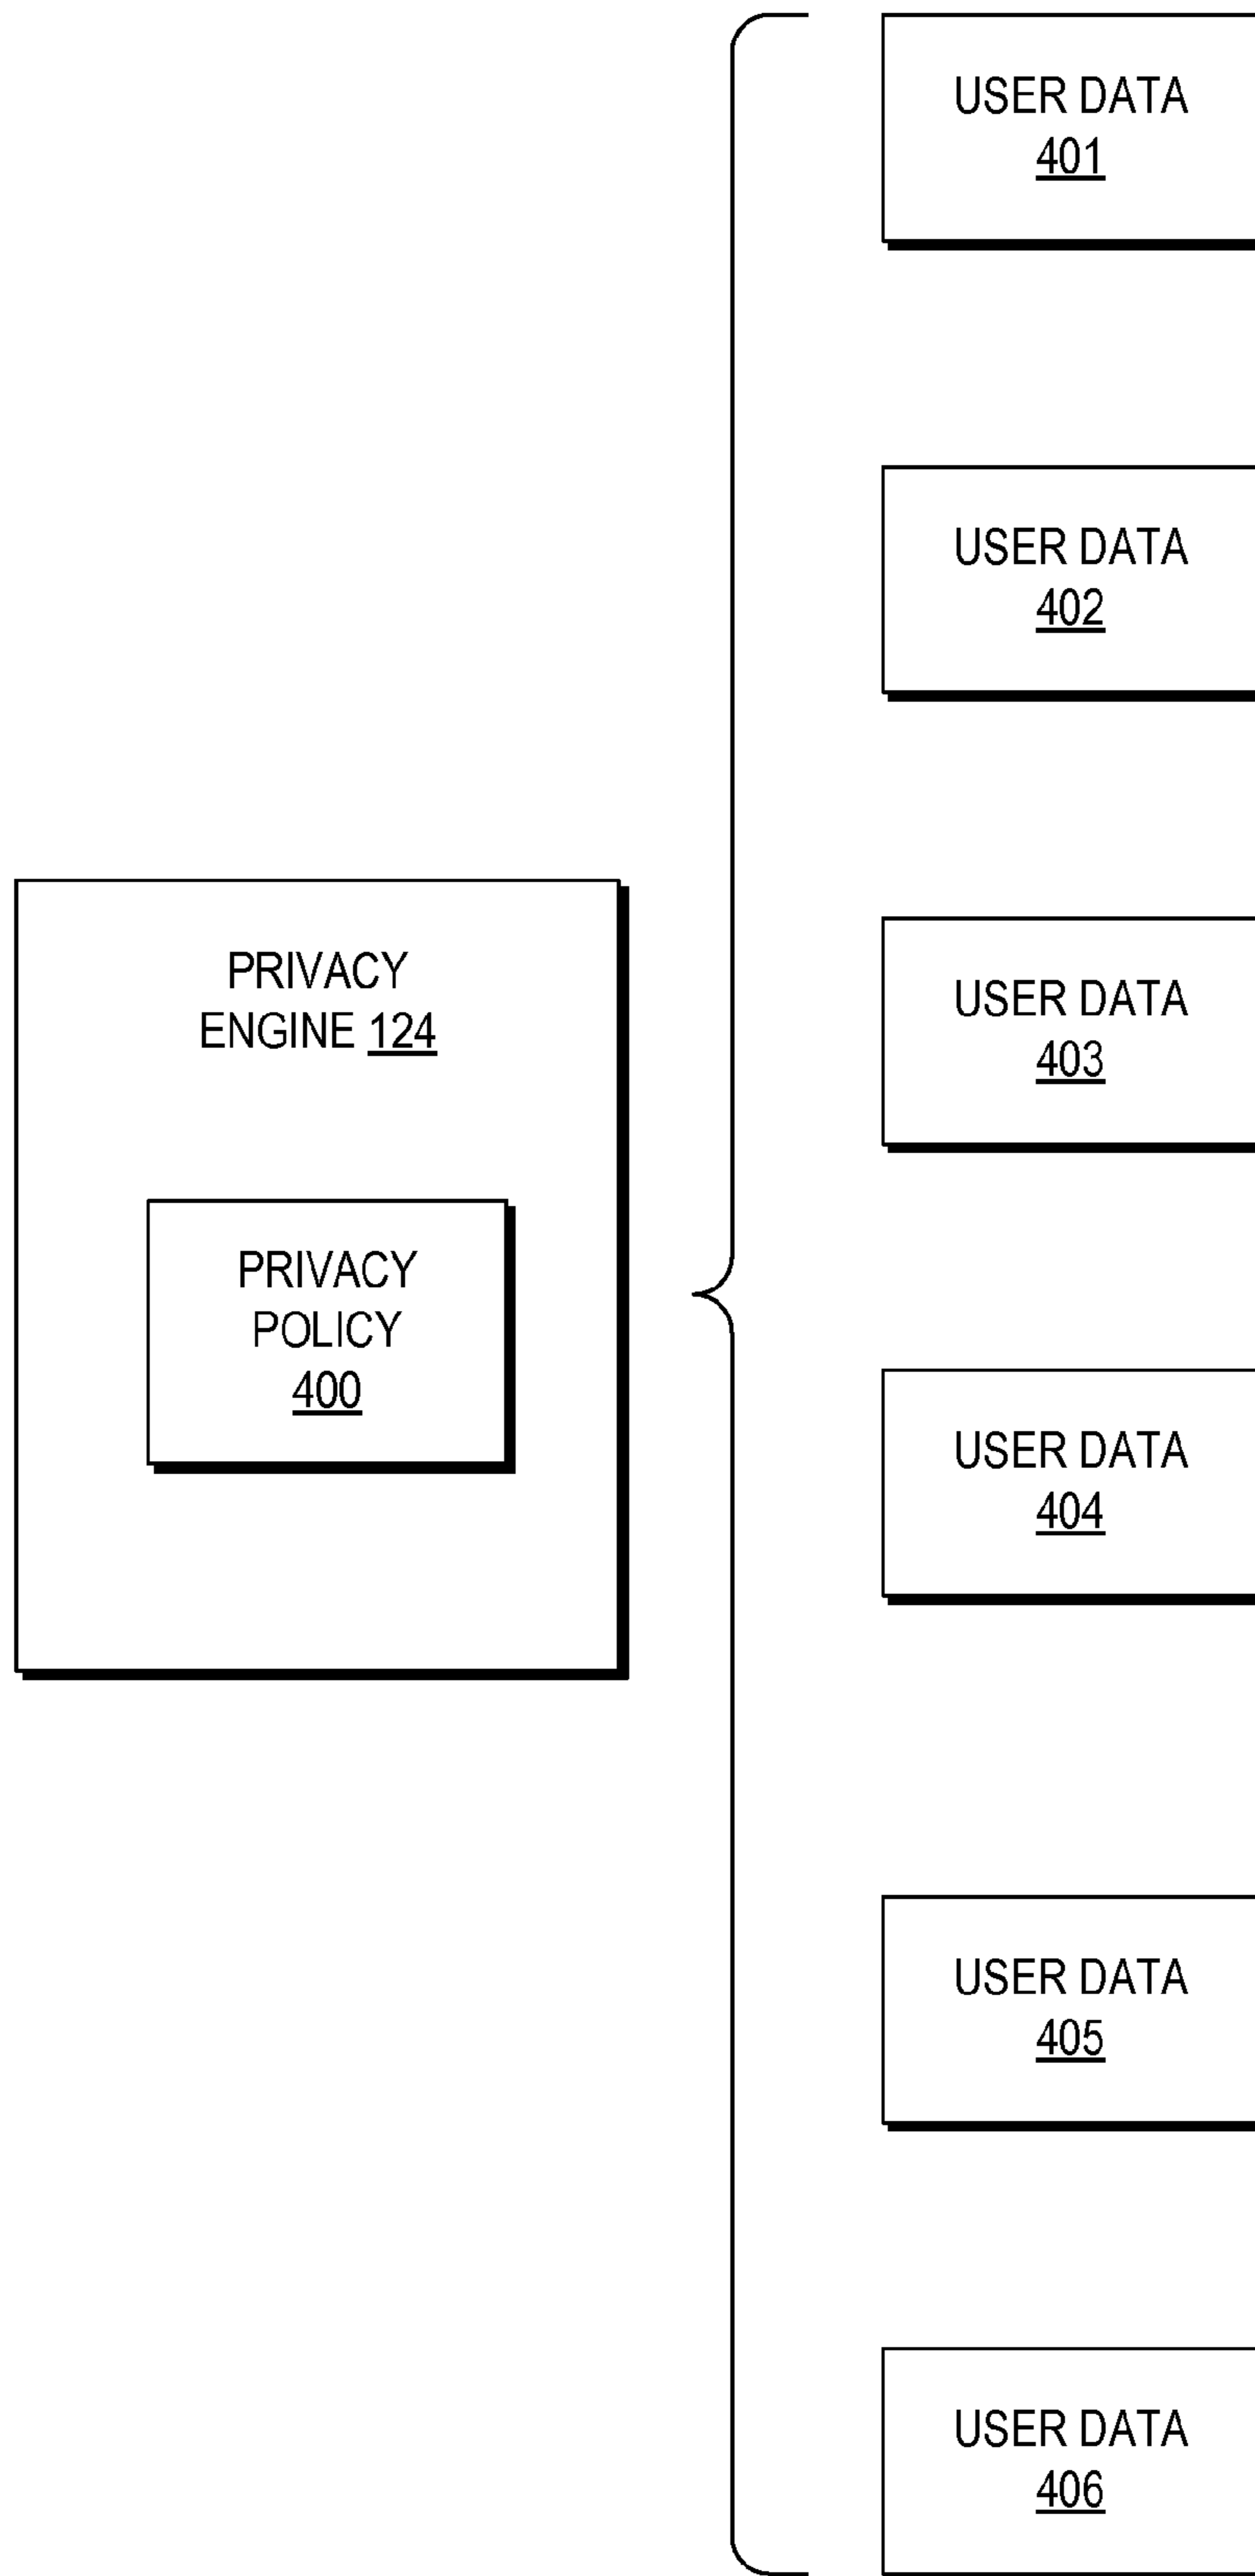 USER DATA
401
USER DATA
402
USER DATA
403
PRIVACY
ENGINE 124
PRIVACY
POLICY
400
USER DATA
404
USER DATA
405
USER DATA
406